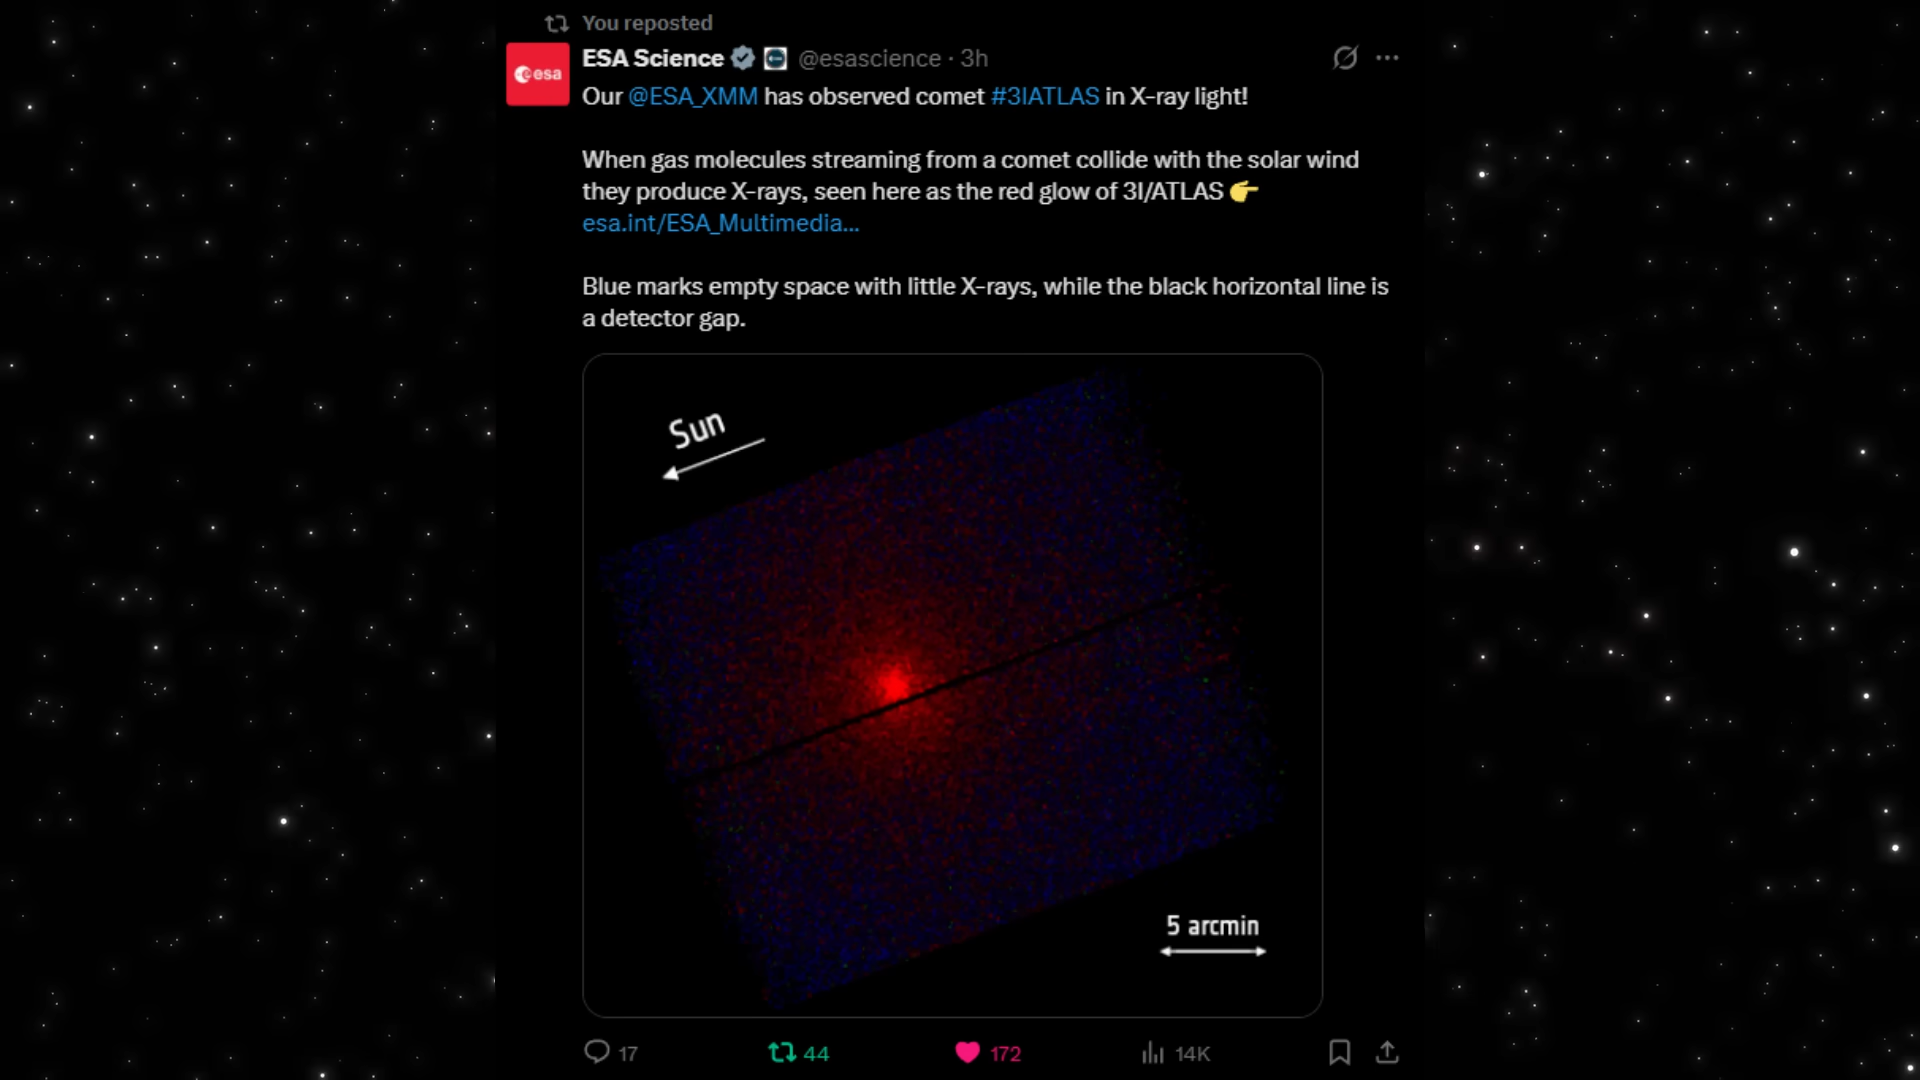 You reposted
esa
ESA Science @esascience · 3h
Our @ESA_XMM has observed comet #3IATLAS in X-ray light!
When gas molecules streaming from a comet collide with the solar wind
they produce X-rays, seen here as the red glow of 3I/ATLAS 👉
esa.int/ESA_Multimedia...
Blue marks empty space with little X-rays, while the black horizontal line is
a detector gap.
Sun
5 arcmin
17 44 172 14K